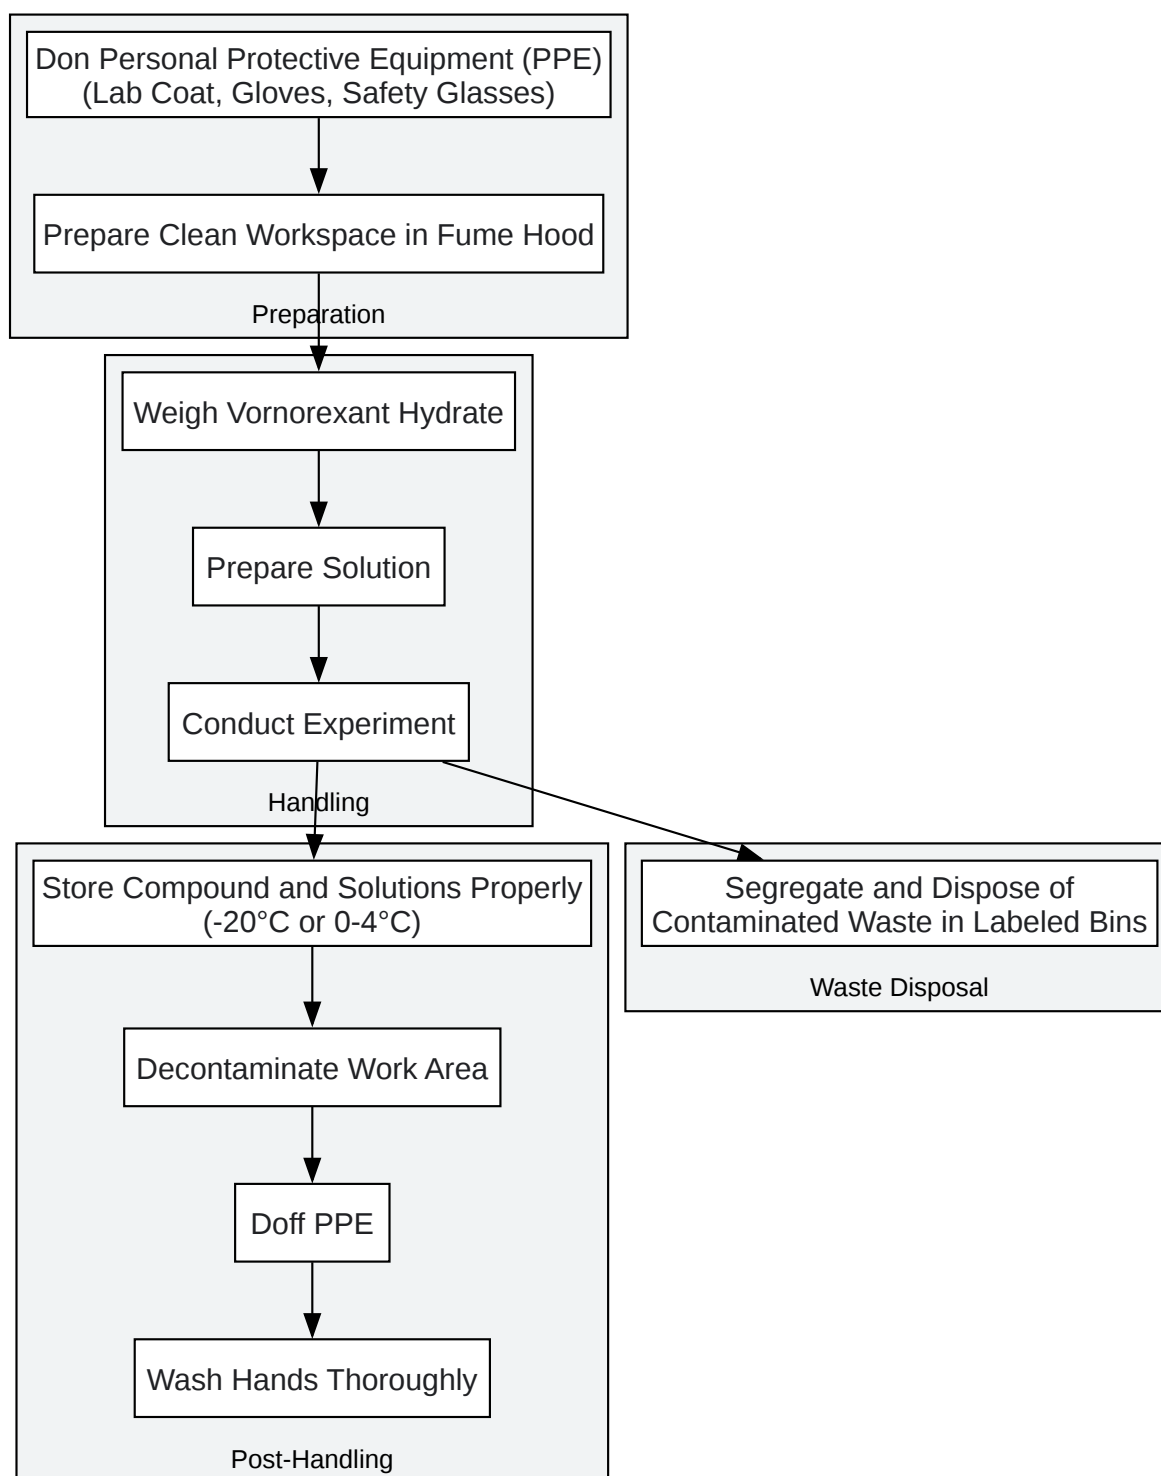 Don Personal Protective Equipment (PPE)
(Lab Coat, Gloves, Safety Glasses)
Prepare Clean Workspace in Fume Hood
Preparation
Weigh Vornorexant Hydrate
Prepare Solution
Conduct Experiment
Handling
Store Compound and Solutions Properly
(-20°C or 0-4°C)
Decontaminate Work Area
Doff PPE
Wash Hands Thoroughly
Post-Handling
Segregate and Dispose of
Contaminated Waste in Labeled Bins
Waste Disposal